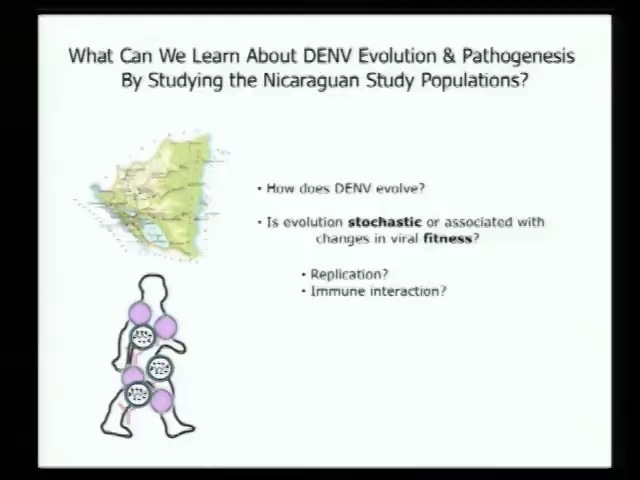 What Can We Learn About DENV Evolution & Pathogenesis
By Studying the Nicaraguan Study Populations?
• How does DENV evolve?
• Is evolution stochastic or associated with
changes in viral fitness?
• Replication?
• Immune interaction?